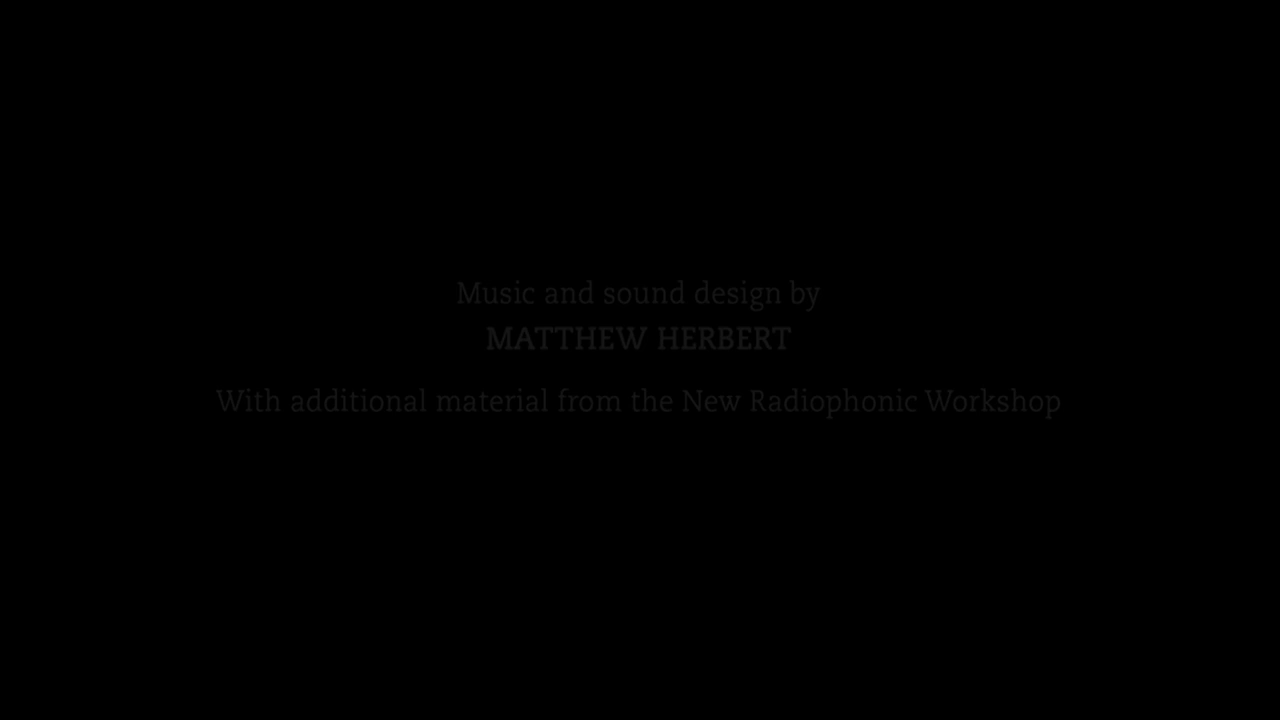 Music and sound design by
MATTHEW HERBERT
With additional material from the New Radiophonic Workshop